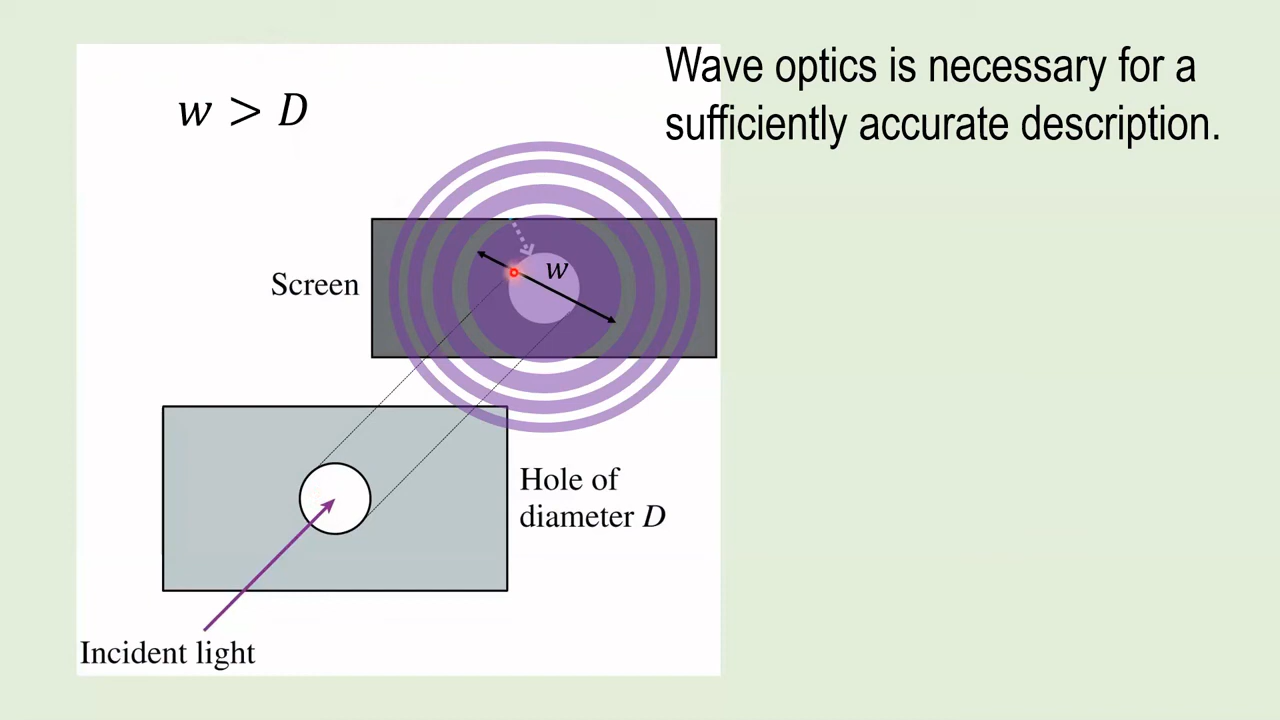 Wave optics is necessary for a
sufficiently accurate description.
w > D
w
Screen
Hole of
diameter D
Incident light